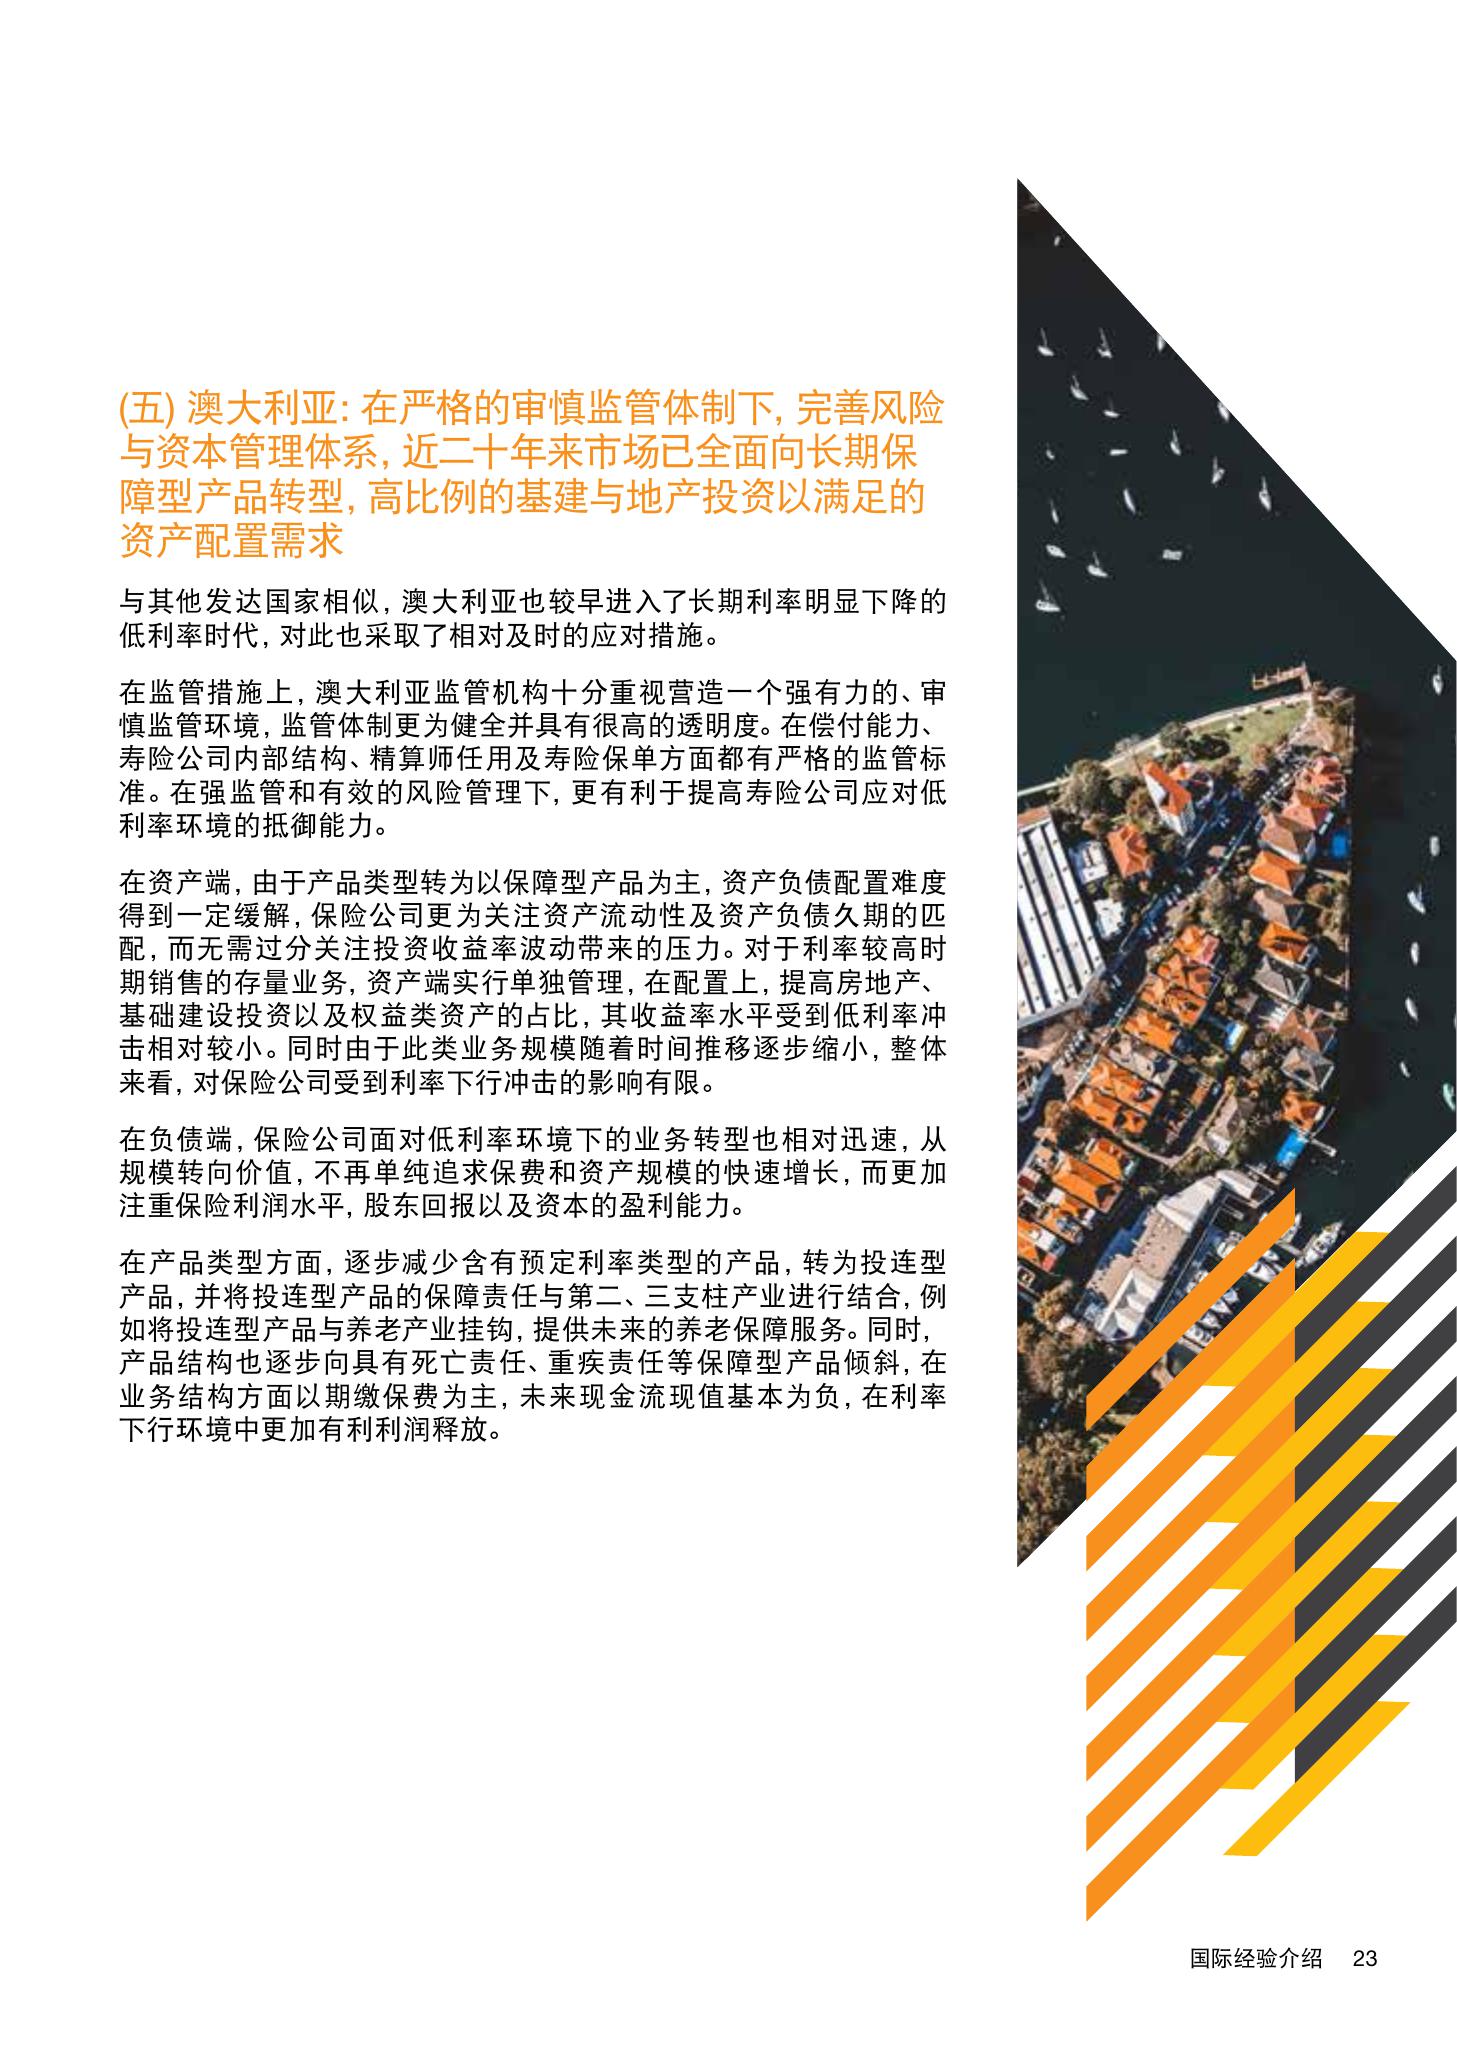 (五) 澳大利亚: 在严格的审慎监管体制下, 完善风险
与资本管理体系, 近二十年来市场已全面向长期保
障型产品转型, 高比例的基建与地产投资以满足的
资产配置需求
与其他发达国家相似, 澳大利亚也较早进入了长期利率明显下降的
低利率时代, 对此也采取了相对及时的应对措施。
在监管措施上, 澳大利亚监管机构十分重视营造一个强有力的、审
慎监管环境, 监管体制更为健全并具有很高的透明度。在偿付能力、
寿险公司内部结构、精算师任用及寿险保单方面都有严格的监管标
准。在强监管和有效的风险管理下, 更有利于提高寿险公司应对低
利率环境的抵御能力。
在资产端, 由于产品类型转为以保障型产品为主, 资产负债配置难度
得到一定缓解, 保险公司更为关注资产流动性及资产负债久期的匹
配, 而无需过分关注投资收益率波动带来的压力。对于利率较高时
期销售的存量业务, 资产端实行单独管理, 在配置上, 提高房地产、
基础建设投资以及权益类资产的占比, 其收益率水平受到低利率冲
击相对较小。同时由于此类业务规模随着时间推移逐步缩小, 整体
来看, 对保险公司受到利率下行冲击的影响有限。
在负债端, 保险公司面对低利率环境下的业务转型也相对迅速, 从
规模转向价值, 不再单纯追求保费和资产规模的快速增长, 而更加
注重保险利润水平, 股东回报以及资本的盈利能力。
在产品类型方面, 逐步减少含有预定利率类型的产品, 转为投连型
产品, 并将投连型产品的保障责任与第二、三支柱产业进行结合, 例
如将投连型产品与养老产业挂钩, 提供未来的养老保障服务。同时,
产品结构也逐步向具有死亡责任、重疾责任等保障型产品倾斜, 在
业务结构方面以期缴保费为主, 未来现金流现值基本为负, 在利率
下行环境中更加有利利润释放。
国际经验介绍 23